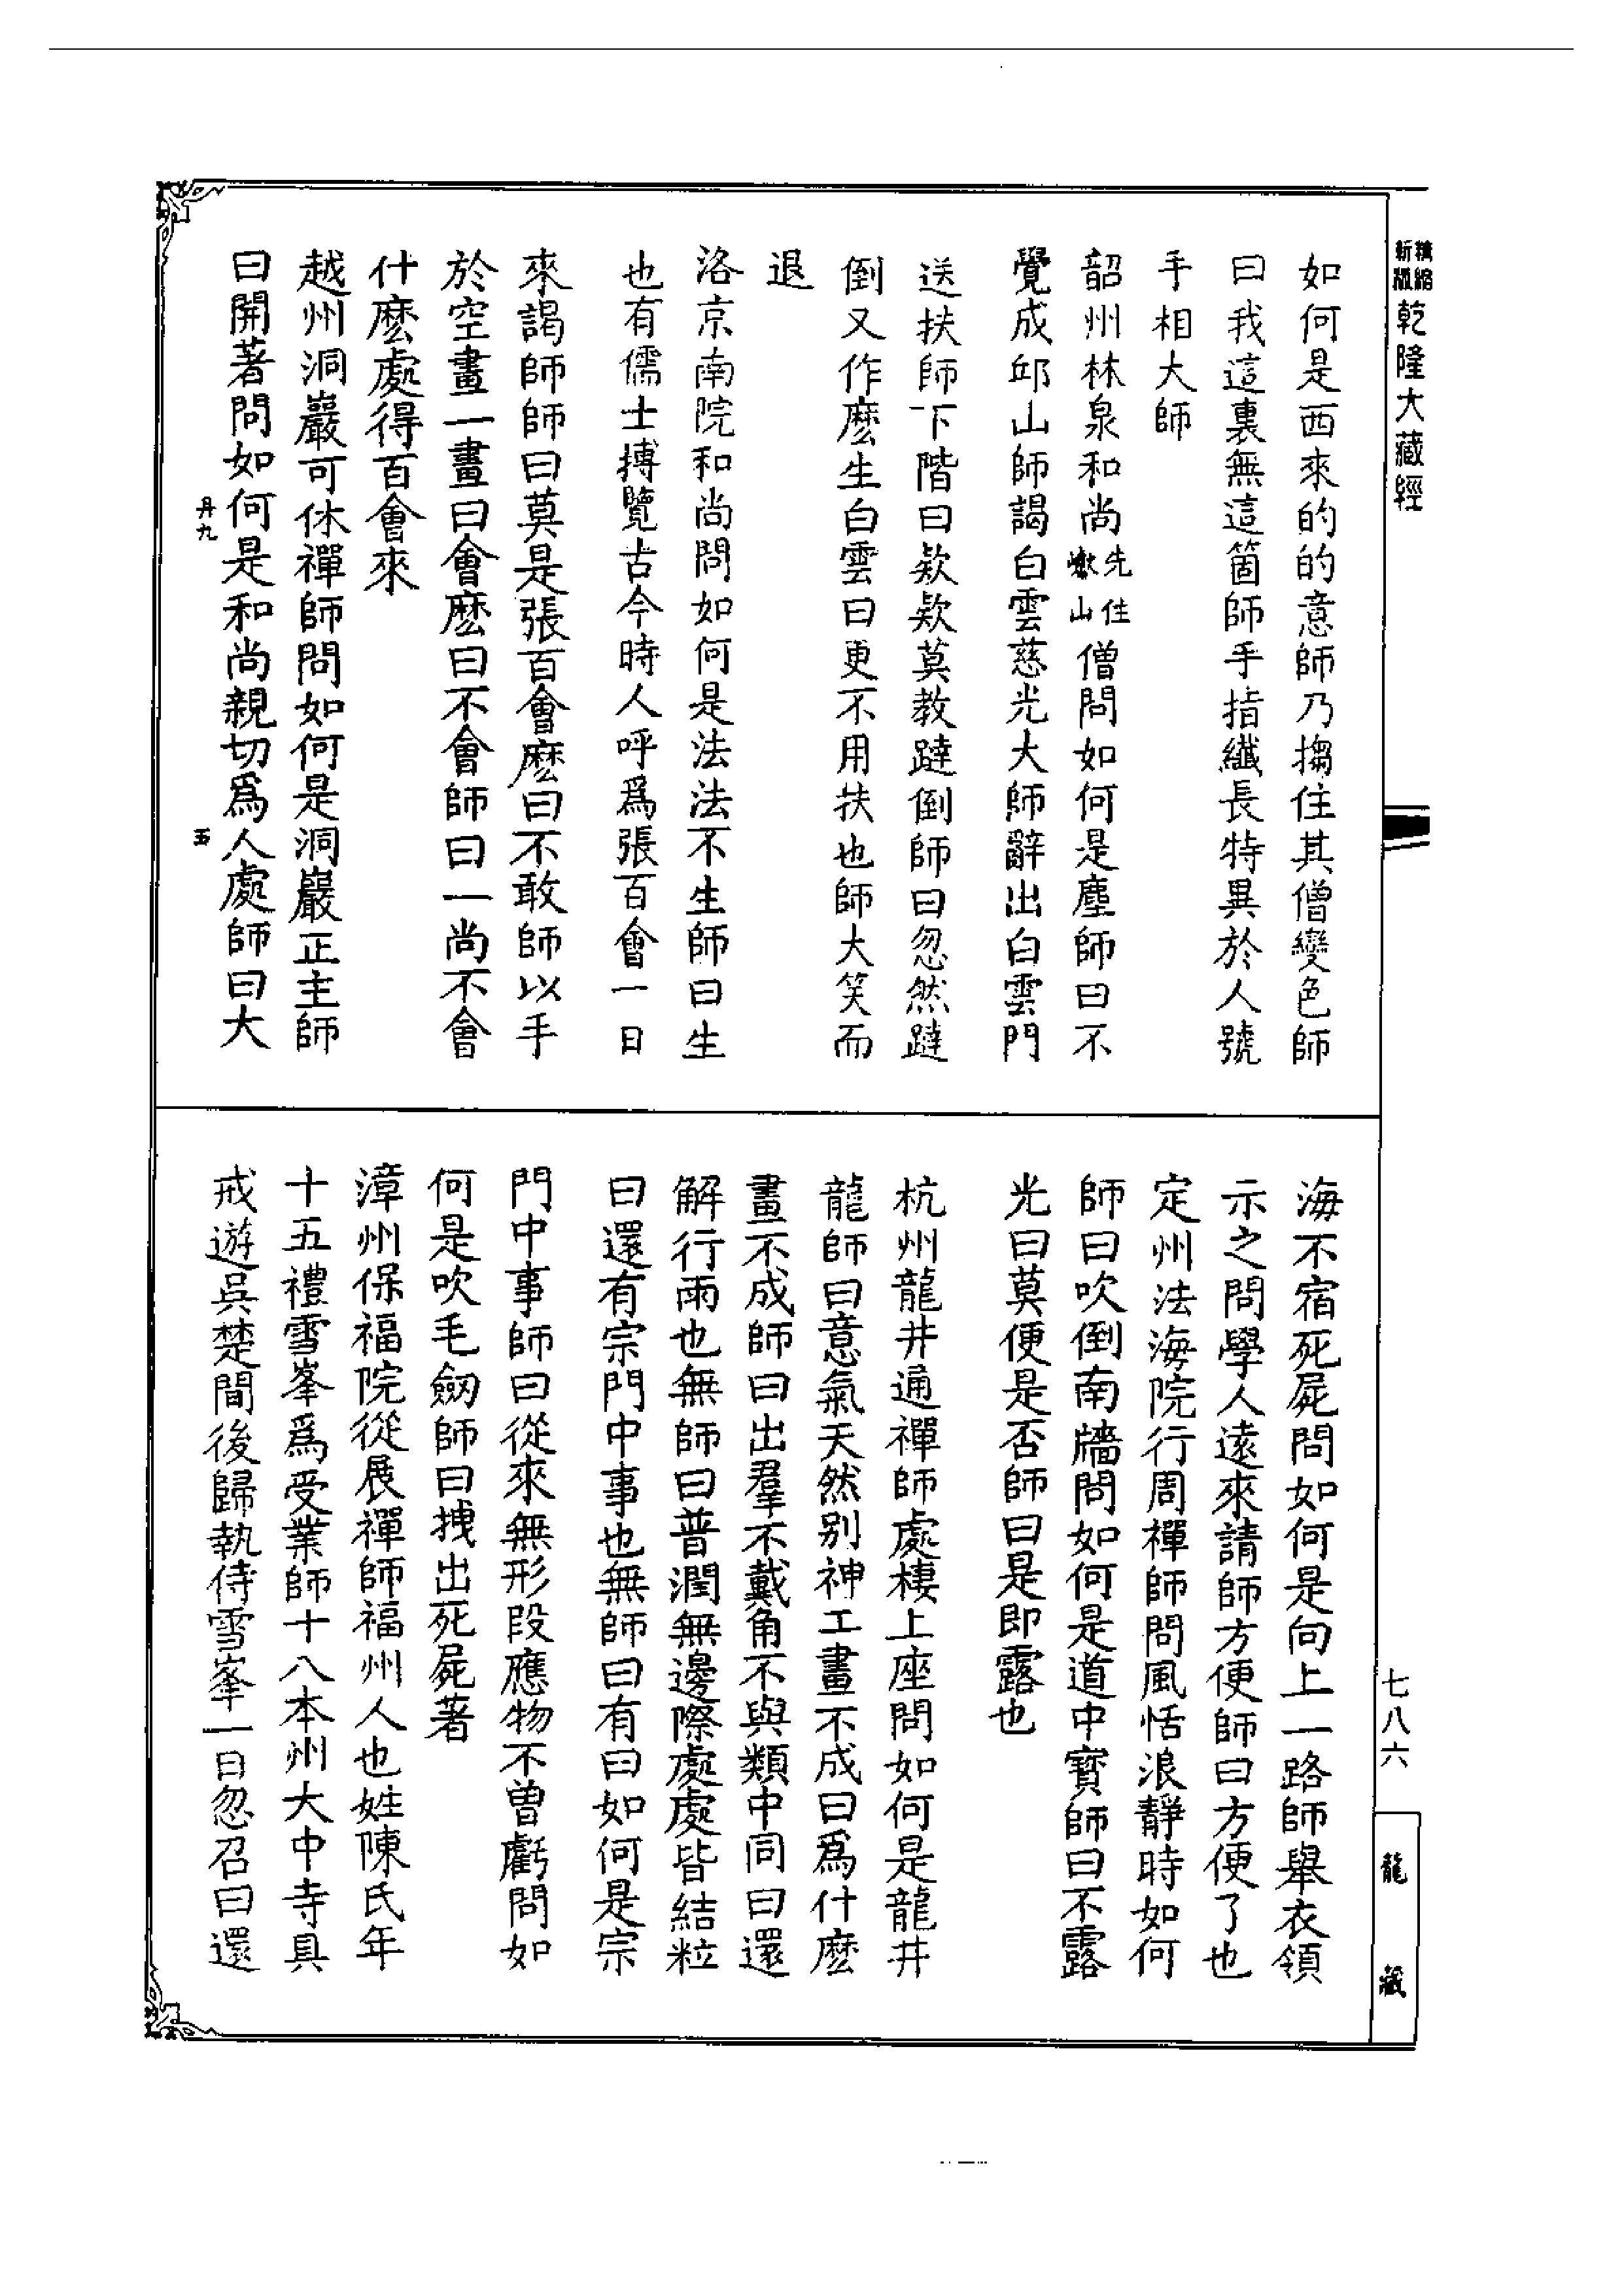 精縮新版乾隆大藏經
七八六
龍藏
如何是西來的的意師乃搊住其僧變色師
曰我這裏無這箇師手指纖長特異於人號
手相大師
韶州林泉和尚先住巘山僧問如何是塵師曰不
覺成邱山師謁白雲慈光大師辭出白雲門
送扶師下階曰欵欵莫教躂倒師曰忽然躂
倒又作麽生白雲曰更不用扶也師大笑而
退
洛京南院和尚問如何是法法不生師曰生
也有儒士摶覽古今時人呼爲張百會一日
來謁師師曰莫是張百會麽曰不敢師以手
於空畫一畫曰會麽曰不會師曰一尚不會
什麽處得百會來
越州洞巖可休禪師問如何是洞巖正主師
曰開著問如何是和尚親切爲人處師曰大
丹九
五
海不宿死屍問如何是向上一路師舉衣領
示之問學人遠來請師方便師曰方便了也
定州法海院行周禪師問風恬浪靜時如何
師曰吹倒南牆問如何是道中寳師曰不露
光曰莫便是否師曰是即露也
杭州龍井通禪師處棲上座問如何是龍井
龍師曰意氣天然别神工畫不成曰爲什麽
畫不成師曰出羣不戴角不與類中同曰還
解行雨也無師曰普潤無邊際處處皆結粒
曰還有宗門中事也無師曰有曰如何是宗
門中事師曰從來無形段應物不曽虧問如
何是吹毛劒師曰拽出死屍著
漳州保福院從展禪師福州人也姓陳氏年
十五禮雪峯爲受業師十八本州大中寺具
戒遊吳楚間後歸執侍雪峯一日忽召曰還